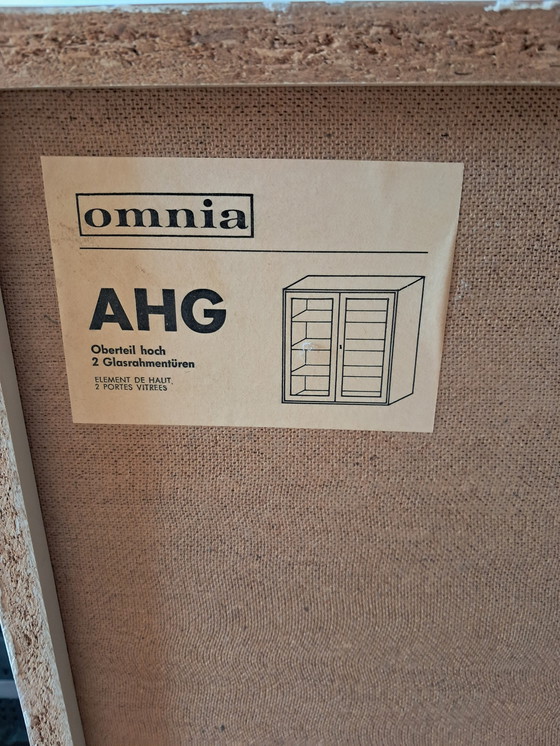 omnia
AHG
Oberteil hoch
2 Glasrahmentüren
ELEMENT DE HAUT,
2 PORTES VITREES